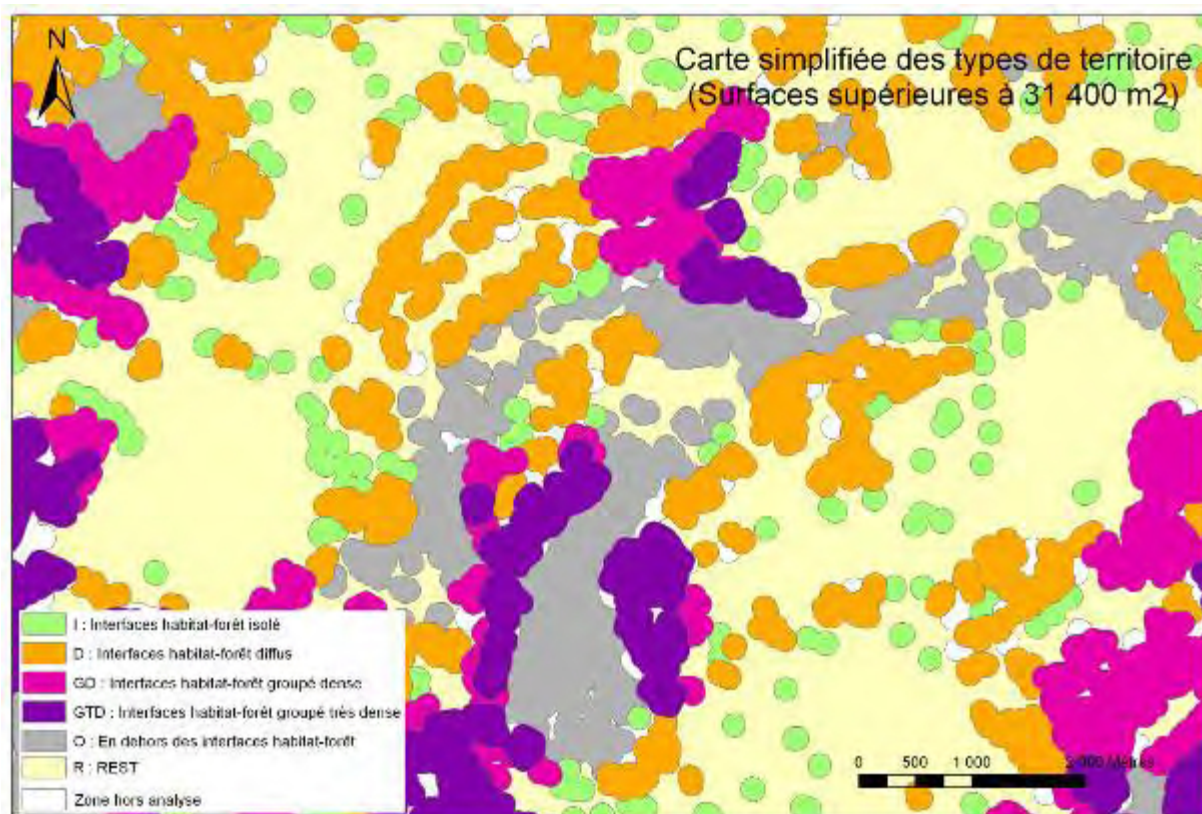 N
Carte simplifiée des types de territoire
(Surfaces supérieures à 31 400 m2)
I : Interfaces habitat-forêt isolé
D : Interfaces habitat-forêt diffus
GD : Interfaces habitat-forêt groupé dense
GTD : Interfaces habitat-forêt groupé très dense
O : En dehors des interfaces habitat-forêt
R : REST
Zone hors analyse
0 500 1 000 2 000 Mètres